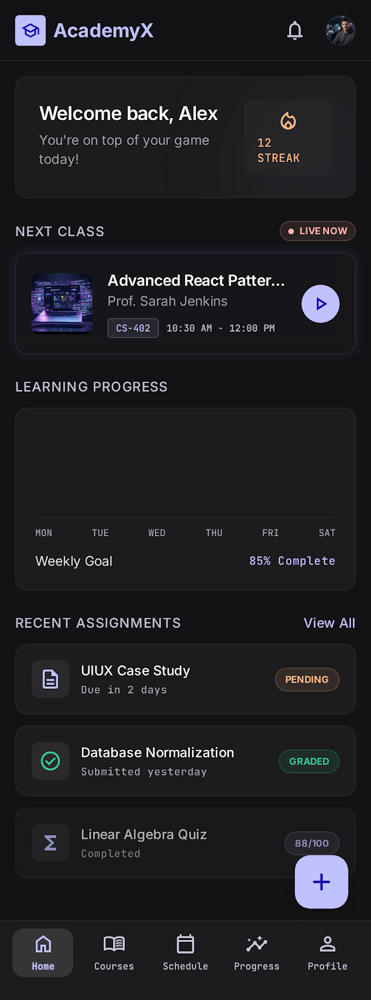 AcademyX
Welcome back, Alex
You're on top of your game
today!
12
STREAK
NEXT CLASS
LIVE NOW
Advanced React Patter...
Prof. Sarah Jenkins
CS-402
10:30 AM - 12:00 PM
LEARNING PROGRESS
MON TUE WED THU FRI SAT
Weekly Goal
85% Complete
RECENT ASSIGNMENTS
View All
UIUX Case Study
Due in 2 days
PENDING
Database Normalization
Submitted yesterday
GRADED
Linear Algebra Quiz
Completed
88/100
Home Courses Schedule Progress Profile